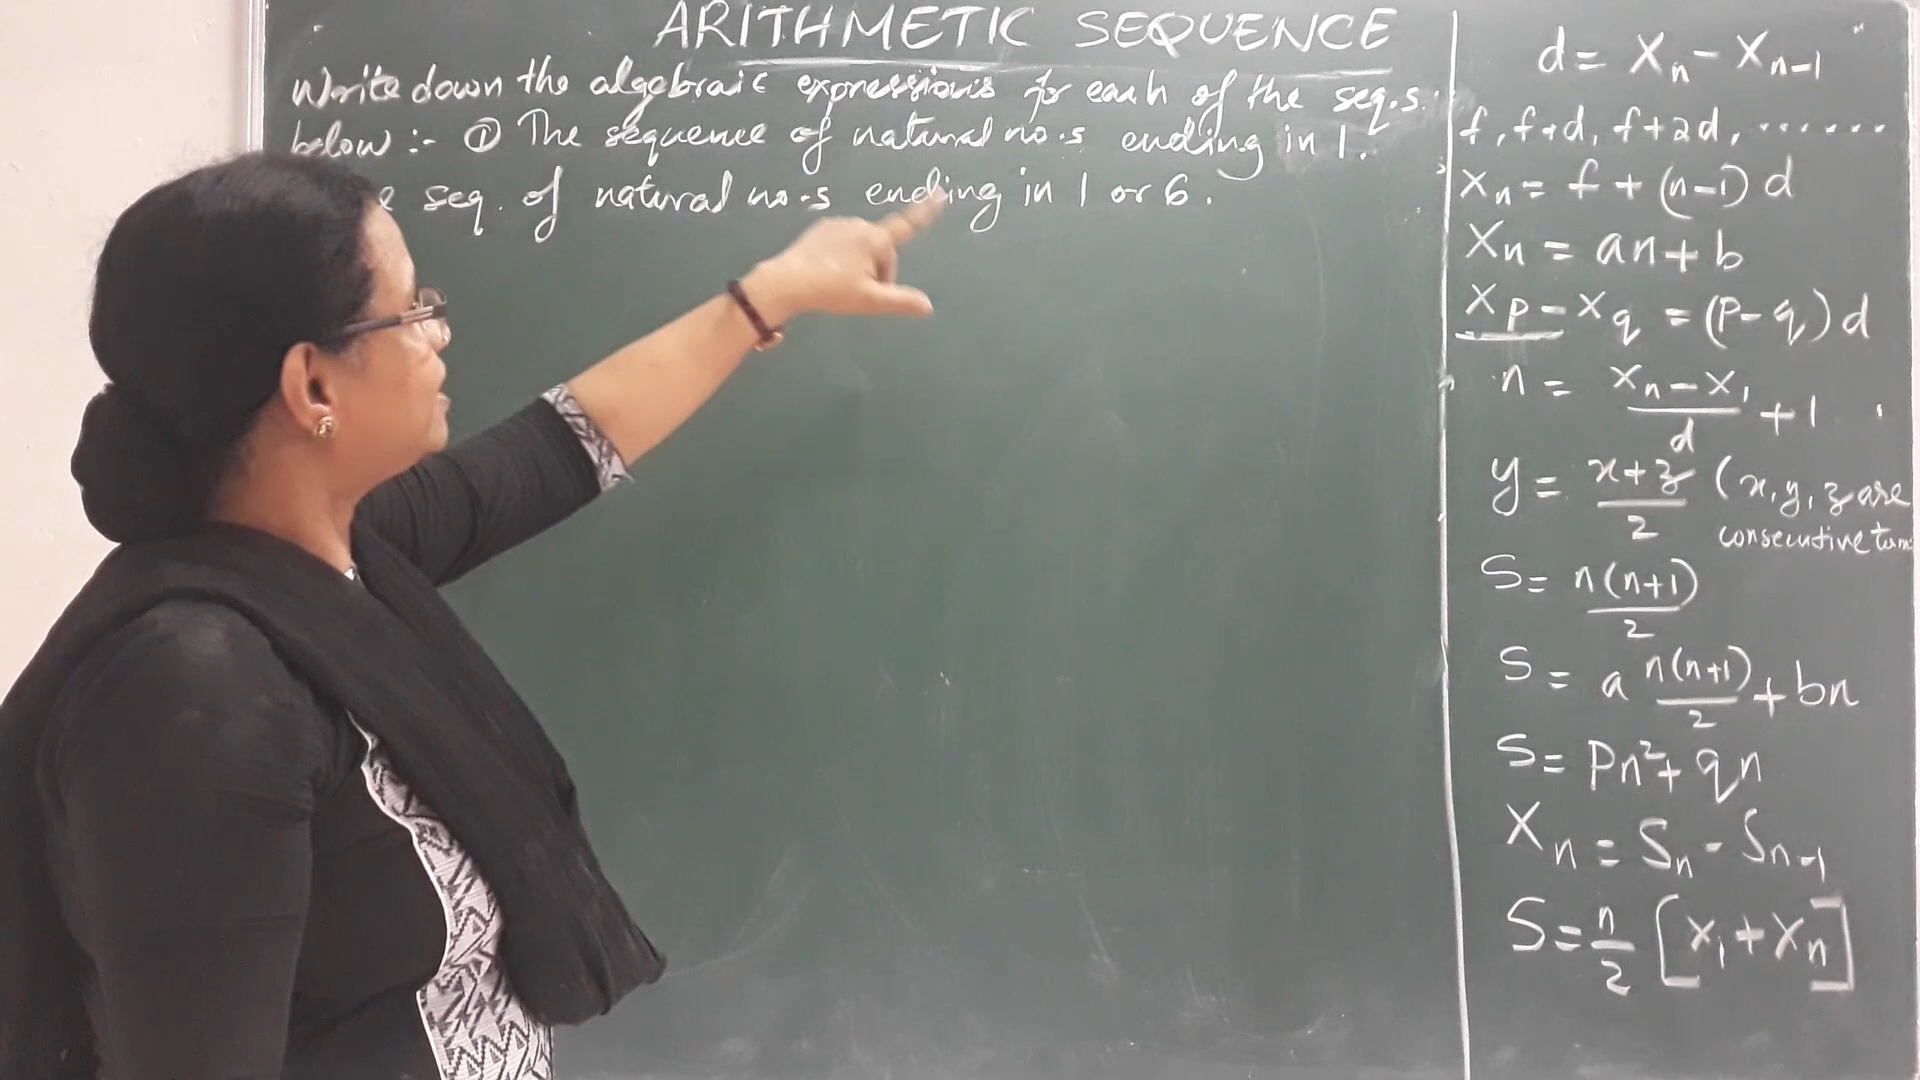 ARITHMETIC SEQUENCE
Write down the algebraic expressions for each of the seq.s.
below :- ① The sequence of natural no.s ending in 1.
e seq. of natural no.s ending in 1 or 6.
d = Xn - Xn-1
f, f+d, f+2d, ......
Xn = f + (n-1) d
Xn = an + b
Xp - Xq = (p - q) d
n = Xn - X1 / d + 1
y = x+z / 2 (x, y, z are
consecutive
S = n(n+1) / 2
S = a n(n+1) / 2 + bn
S = Pn² + qn
Xn = Sn - Sn-1
S = n/2 [X1 + Xn]